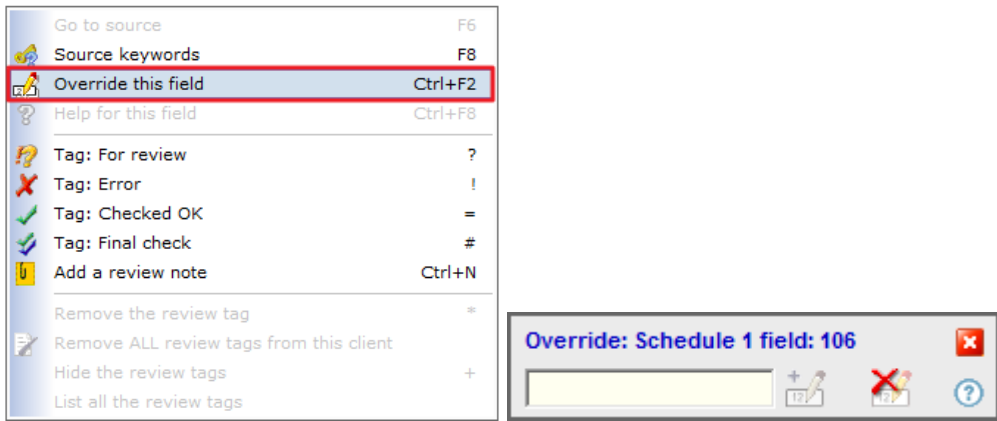 Go to source F6
Source keywords F8
Override this field Ctrl+F2
Help for this field Ctrl+F8
Tag: For review ?
Tag: Error !
Tag: Checked OK =
Tag: Final check #
Add a review note Ctrl+N
Remove the review tag *
Remove ALL review tags from this client
Hide the review tags +
List all the review tags
Override: Schedule 1 field: 106